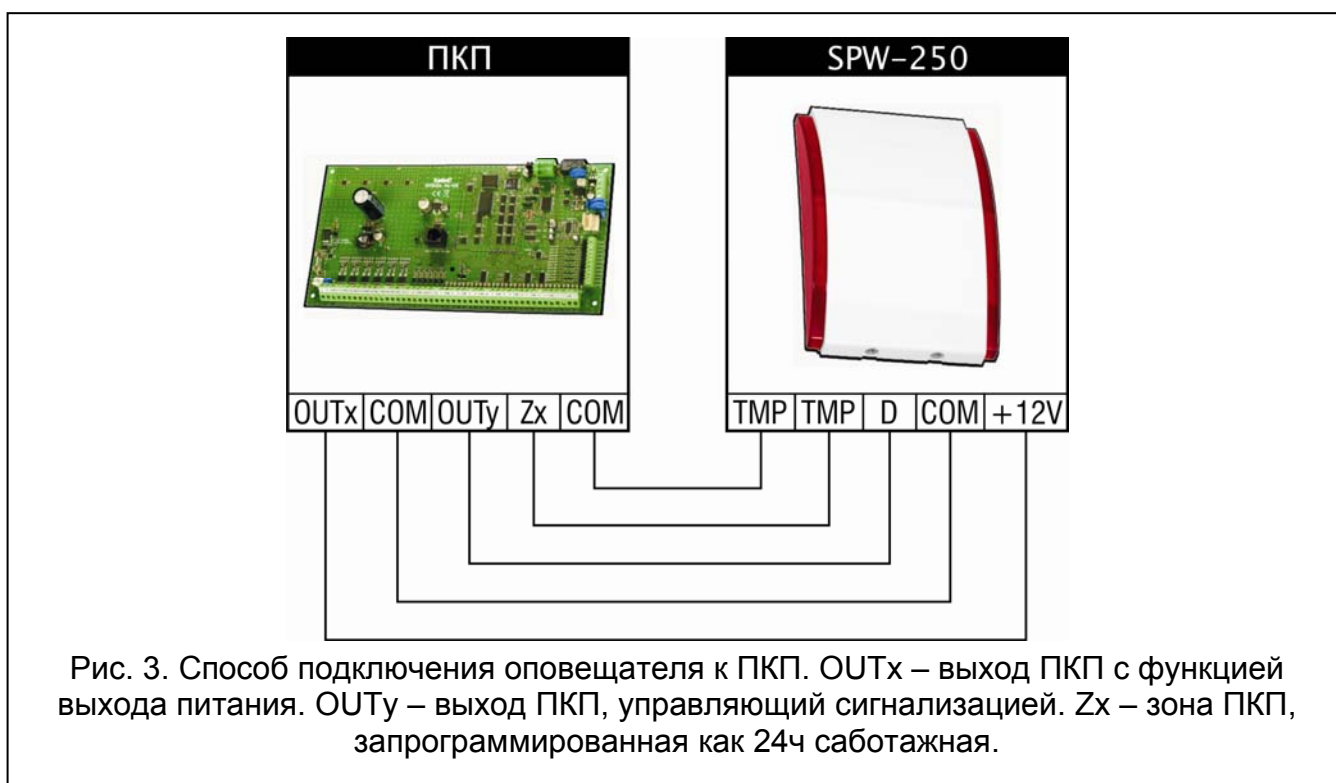 ПКП
SPW-250
OUTx COM OUTy Zx COM
TMP TMP D COM +12V
Рис. 3. Способ подключения оповещателя к ПКП. OUTx – выход ПКП с функцией
выхода питания. OUTy – выход ПКП, управляющий сигнализацией. Zx – зона ПКП,
запрограммированная как 24ч саботажная.